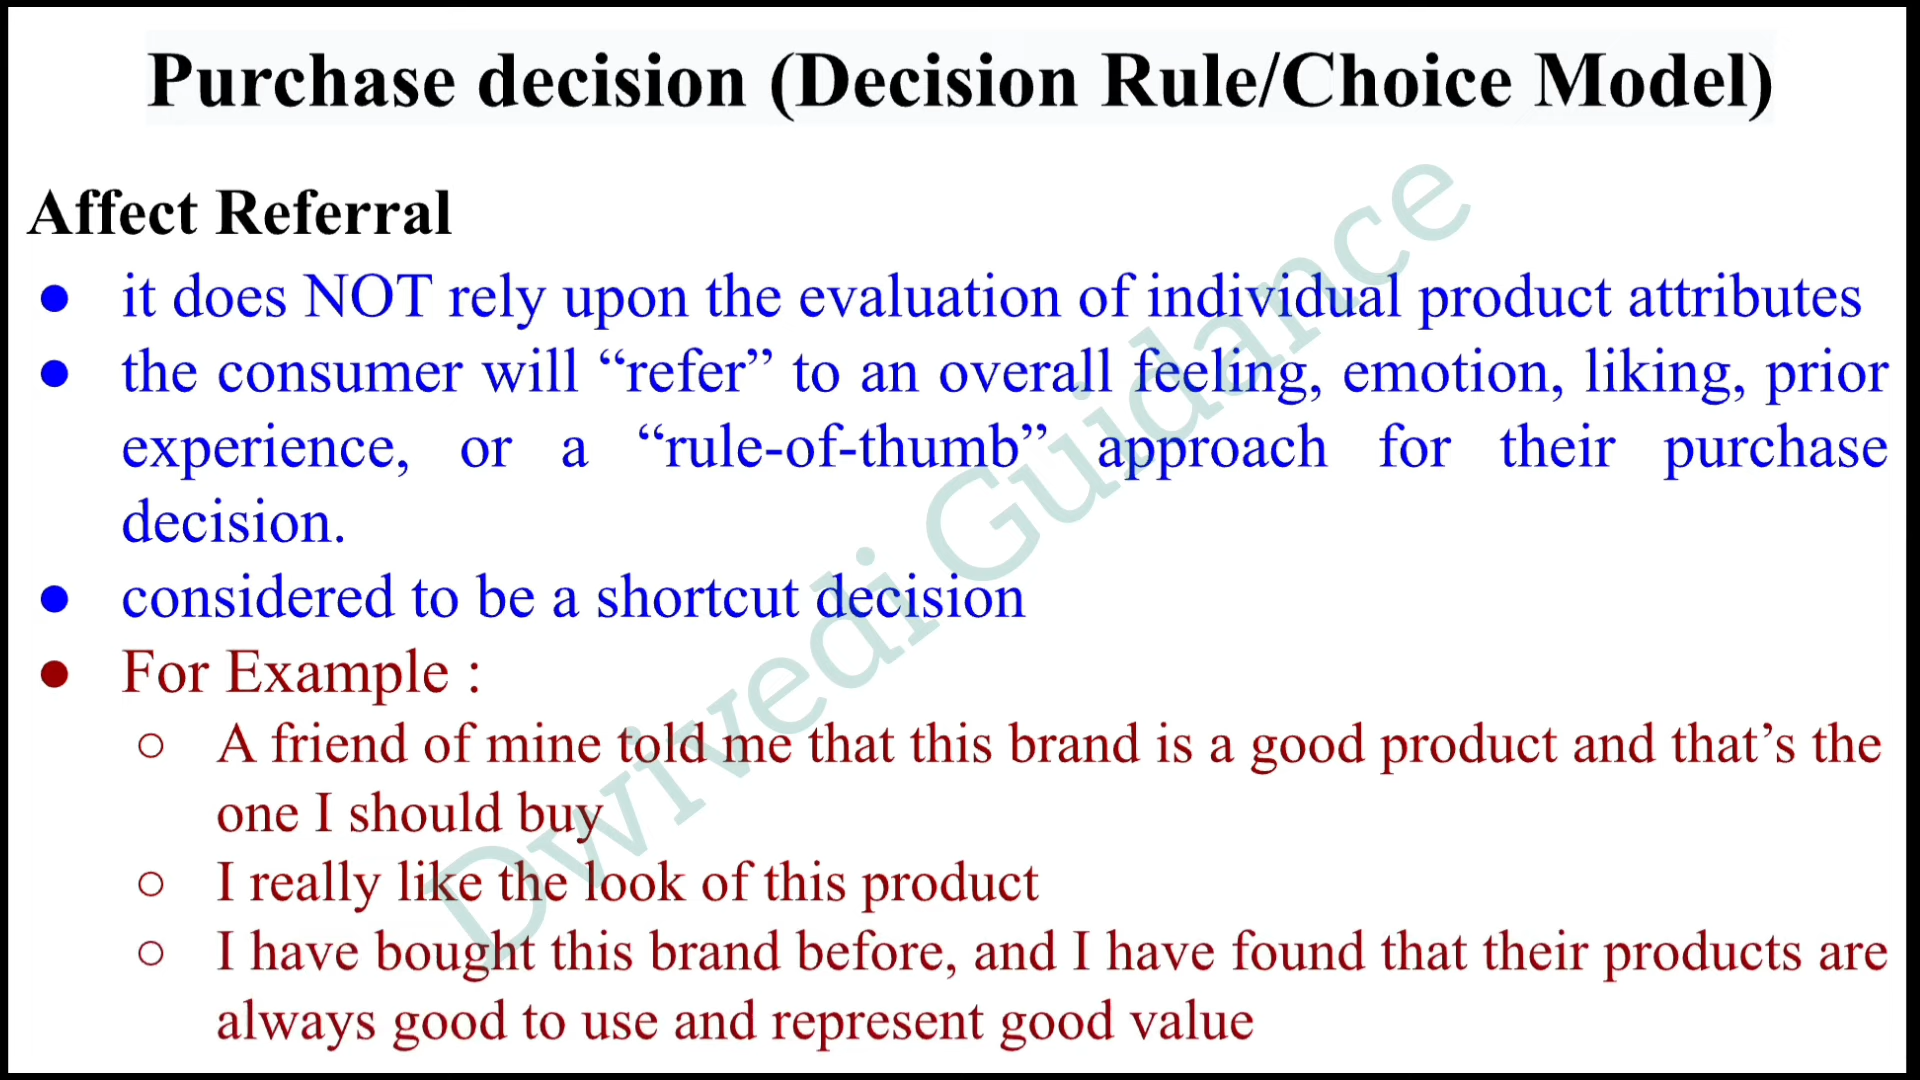 Purchase decision (Decision Rule/Choice Model)
Affect Referral
● it does NOT rely upon the evaluation of individual product attributes
● the consumer will “refer” to an overall feeling, emotion, liking, prior
experience, or a “rule-of-thumb” approach for their purchase
decision.
● considered to be a shortcut decision
● For Example :
○ A friend of mine told me that this brand is a good product and that’s the
one I should buy
○ I really like the look of this product
○ I have bought this brand before, and I have found that their products are
always good to use and represent good value
Dwivedi Guidance